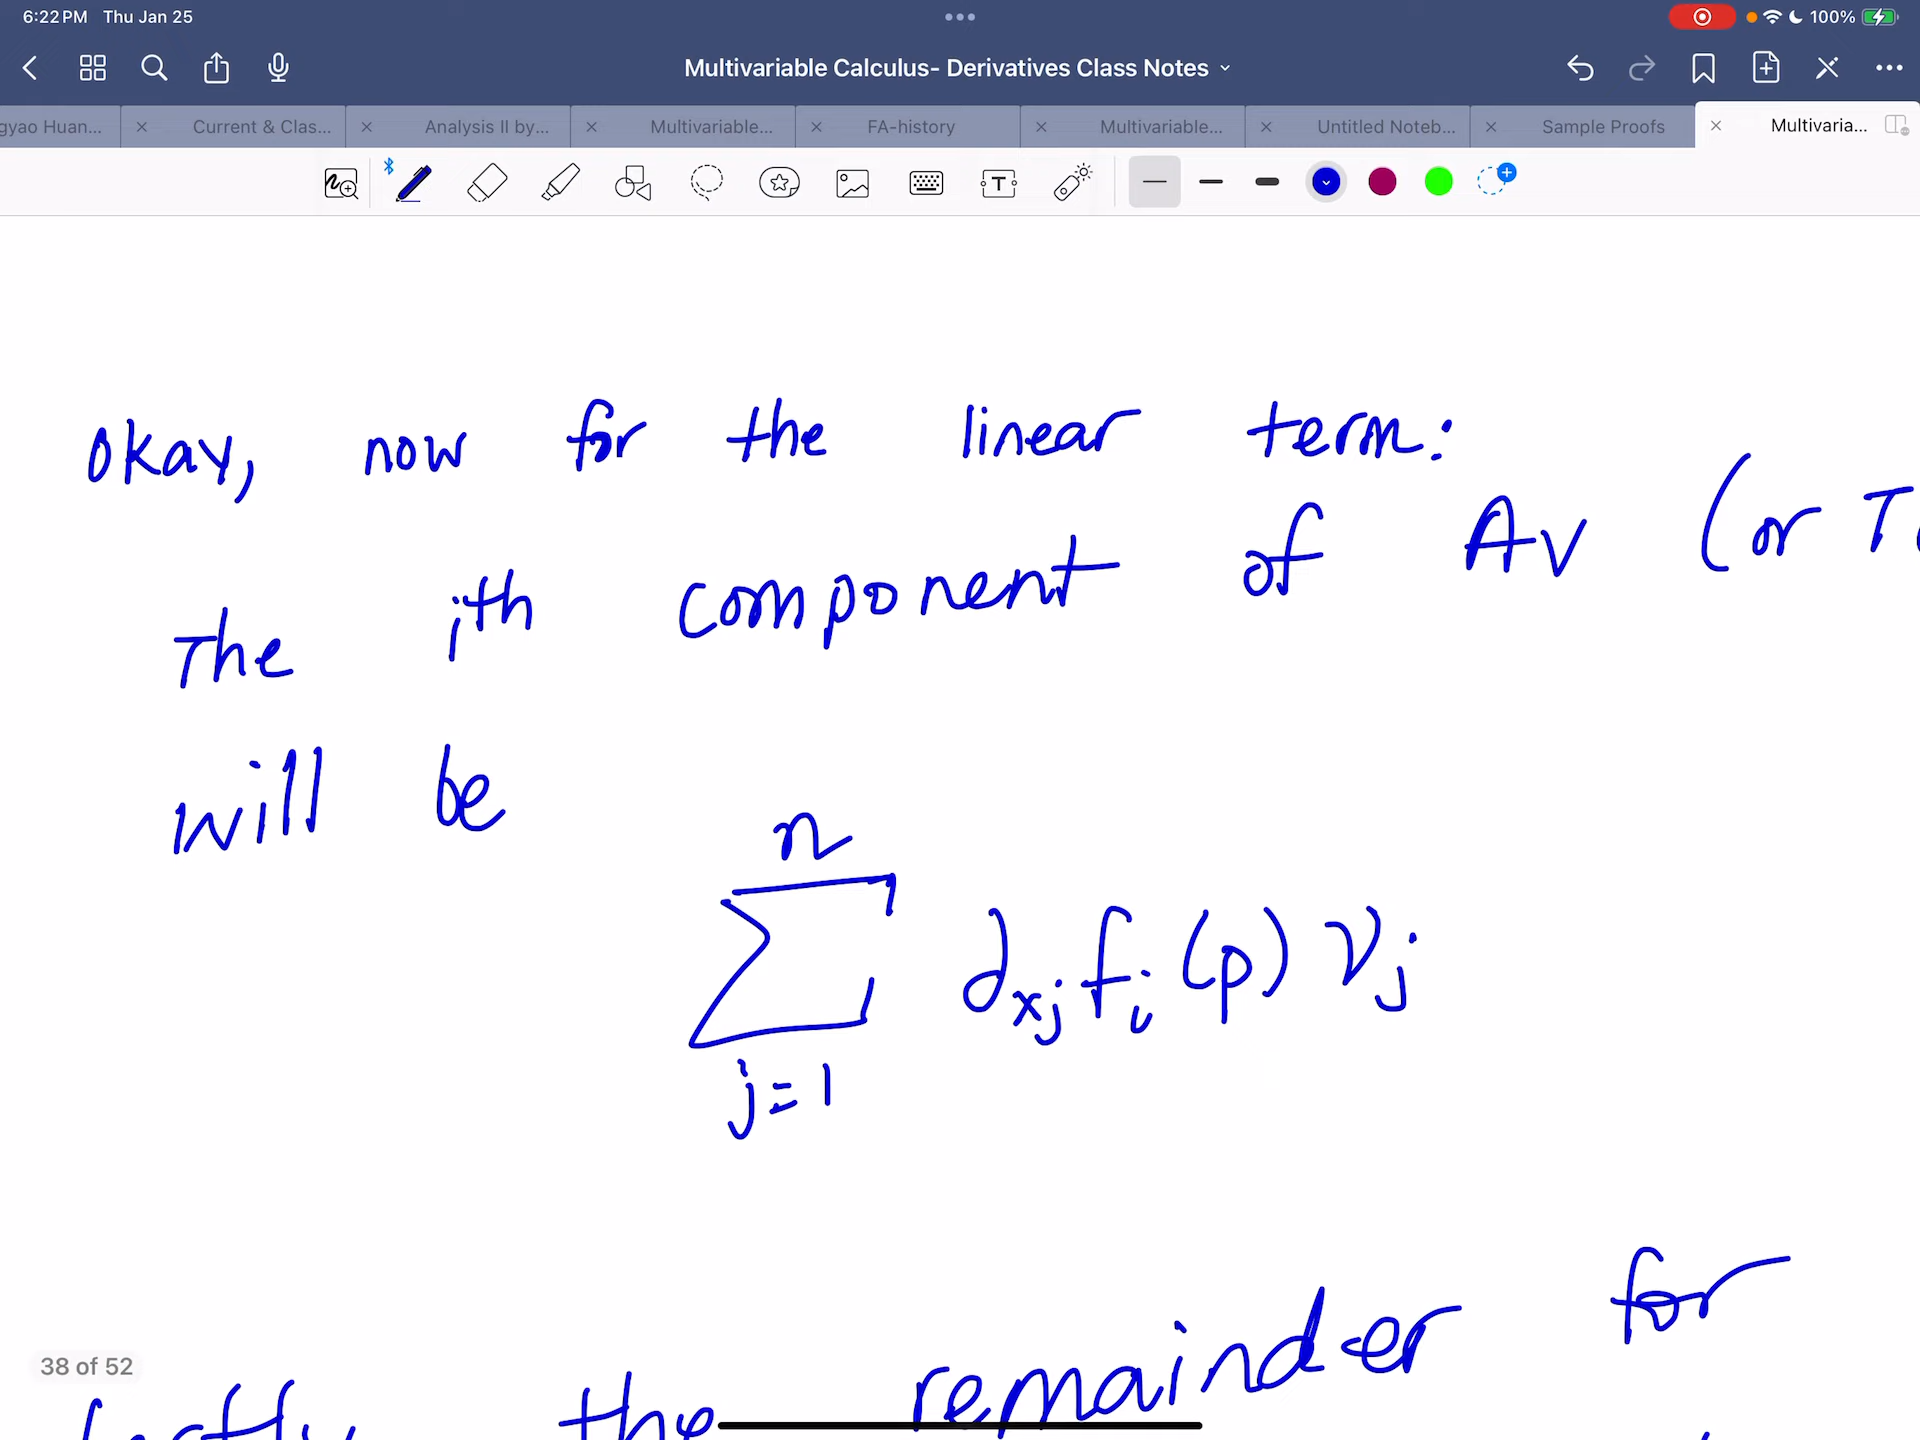 6:22 PM Thu Jan 25
100%
Multivariable Calculus- Derivatives Class Notes
gyao Huan... Current & Clas... Analysis II by... Multivariable... FA-history Multivariable... Untitled Noteb... Sample Proofs Multivaria...
okay, now for the linear term:
The ith component of Av (or T
will be
n
∑ ∂xj fi (p) vj
j=1
remainder for
the
38 of 52